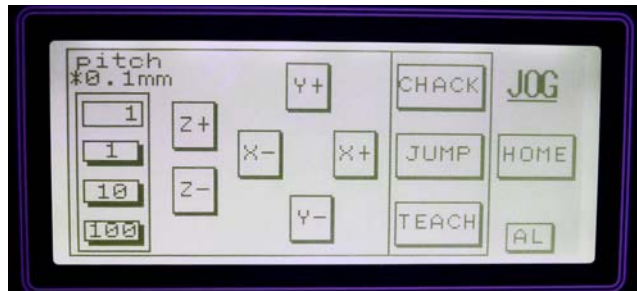 pitch
*0.1mm
1
1
10
100
Z+
Z-
Y+
X-
X+
Y-
CHACK
JUMP
TEACH
JOG
HOME
AL